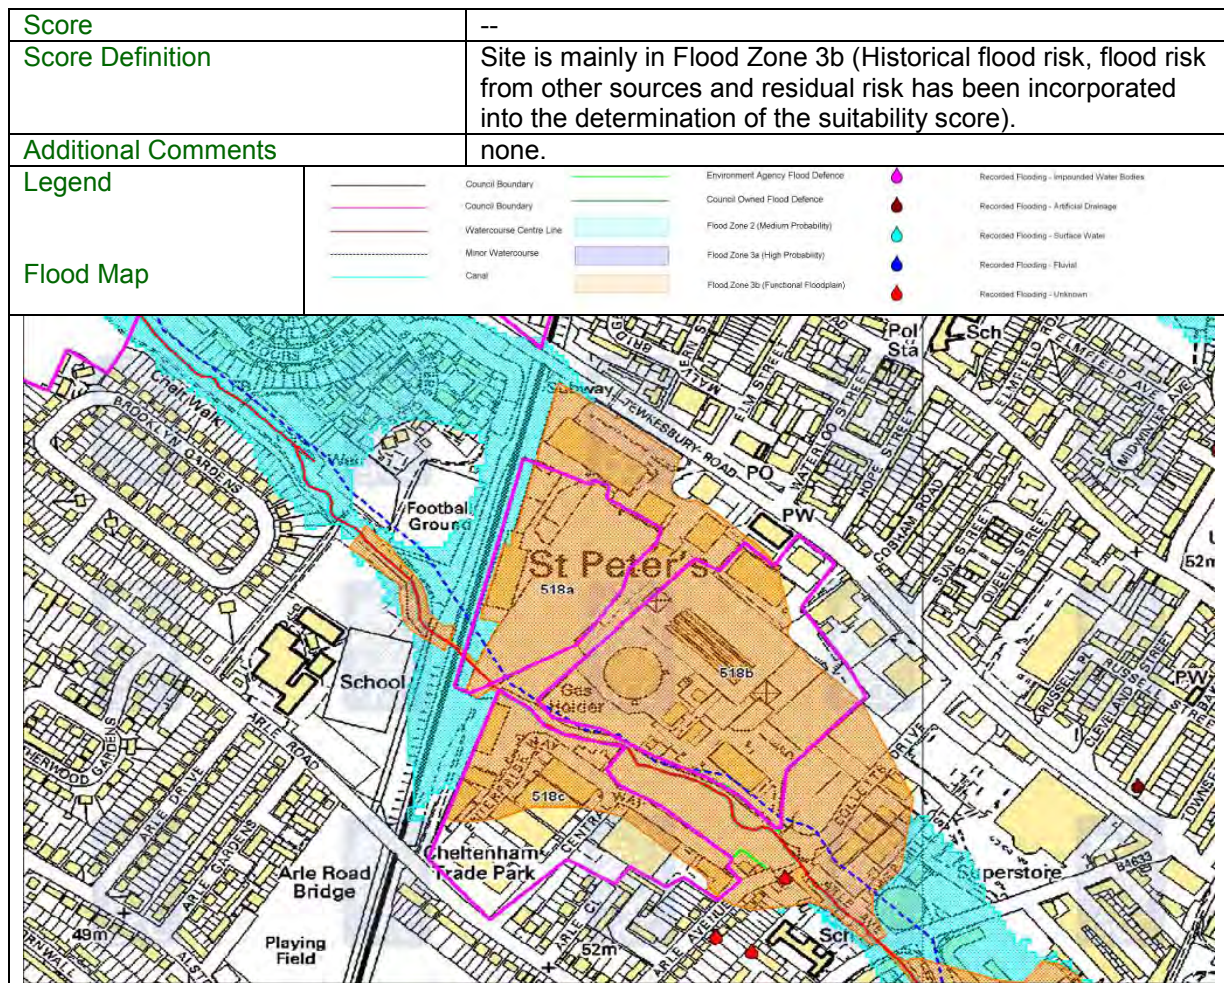 Score
--
Score Definition
Site is mainly in Flood Zone 3b (Historical flood risk, flood risk
from other sources and residual risk has been incorporated
into the determination of the suitability score).
Additional Comments
none.
Legend
Flood Map
Council Boundary
Council Boundary
Watercourse Centre Line
Minor Watercourse
Canal
Environment Agency Flood Defence
Council Owned Flood Defence
Flood Zone 2 (Medium Probability)
Flood Zone 3a (High Probability)
Flood Zone 3b (Functional Floodplain)
Recorded Flooding - Impounded Water Bodies
Recorded Flooding - Artificial Drainage
Recorded Flooding - Surface Water
Recorded Flooding - Fluvial
Recorded Flooding - Unknown
Pol
Sta
Sch
Subway
TEWKESBURY ROAD
ELM STREET
WATERLOO STREET
HOPE STREET
ELMFIELD AVE
MIDWINTER AVE
Chelt Walk
BROOKLYN
GARDENS
PO
PW
COBHAM ROAD
SUN STREET
QUEEN STREET
52m
Footbal
Ground
St Peter's
518a
518b
Gas
Holder
School
ARLE ROAD
RUSSELL STREET
CLEVELAND STREET
PW
ARLE DRIVE
ARLE GARDENS
518c
Cheltenham
Trade Park
Arle Road
Bridge
Superstore
B4633
49m
Playing
Field
52m
ARLE AVENUE
Sch